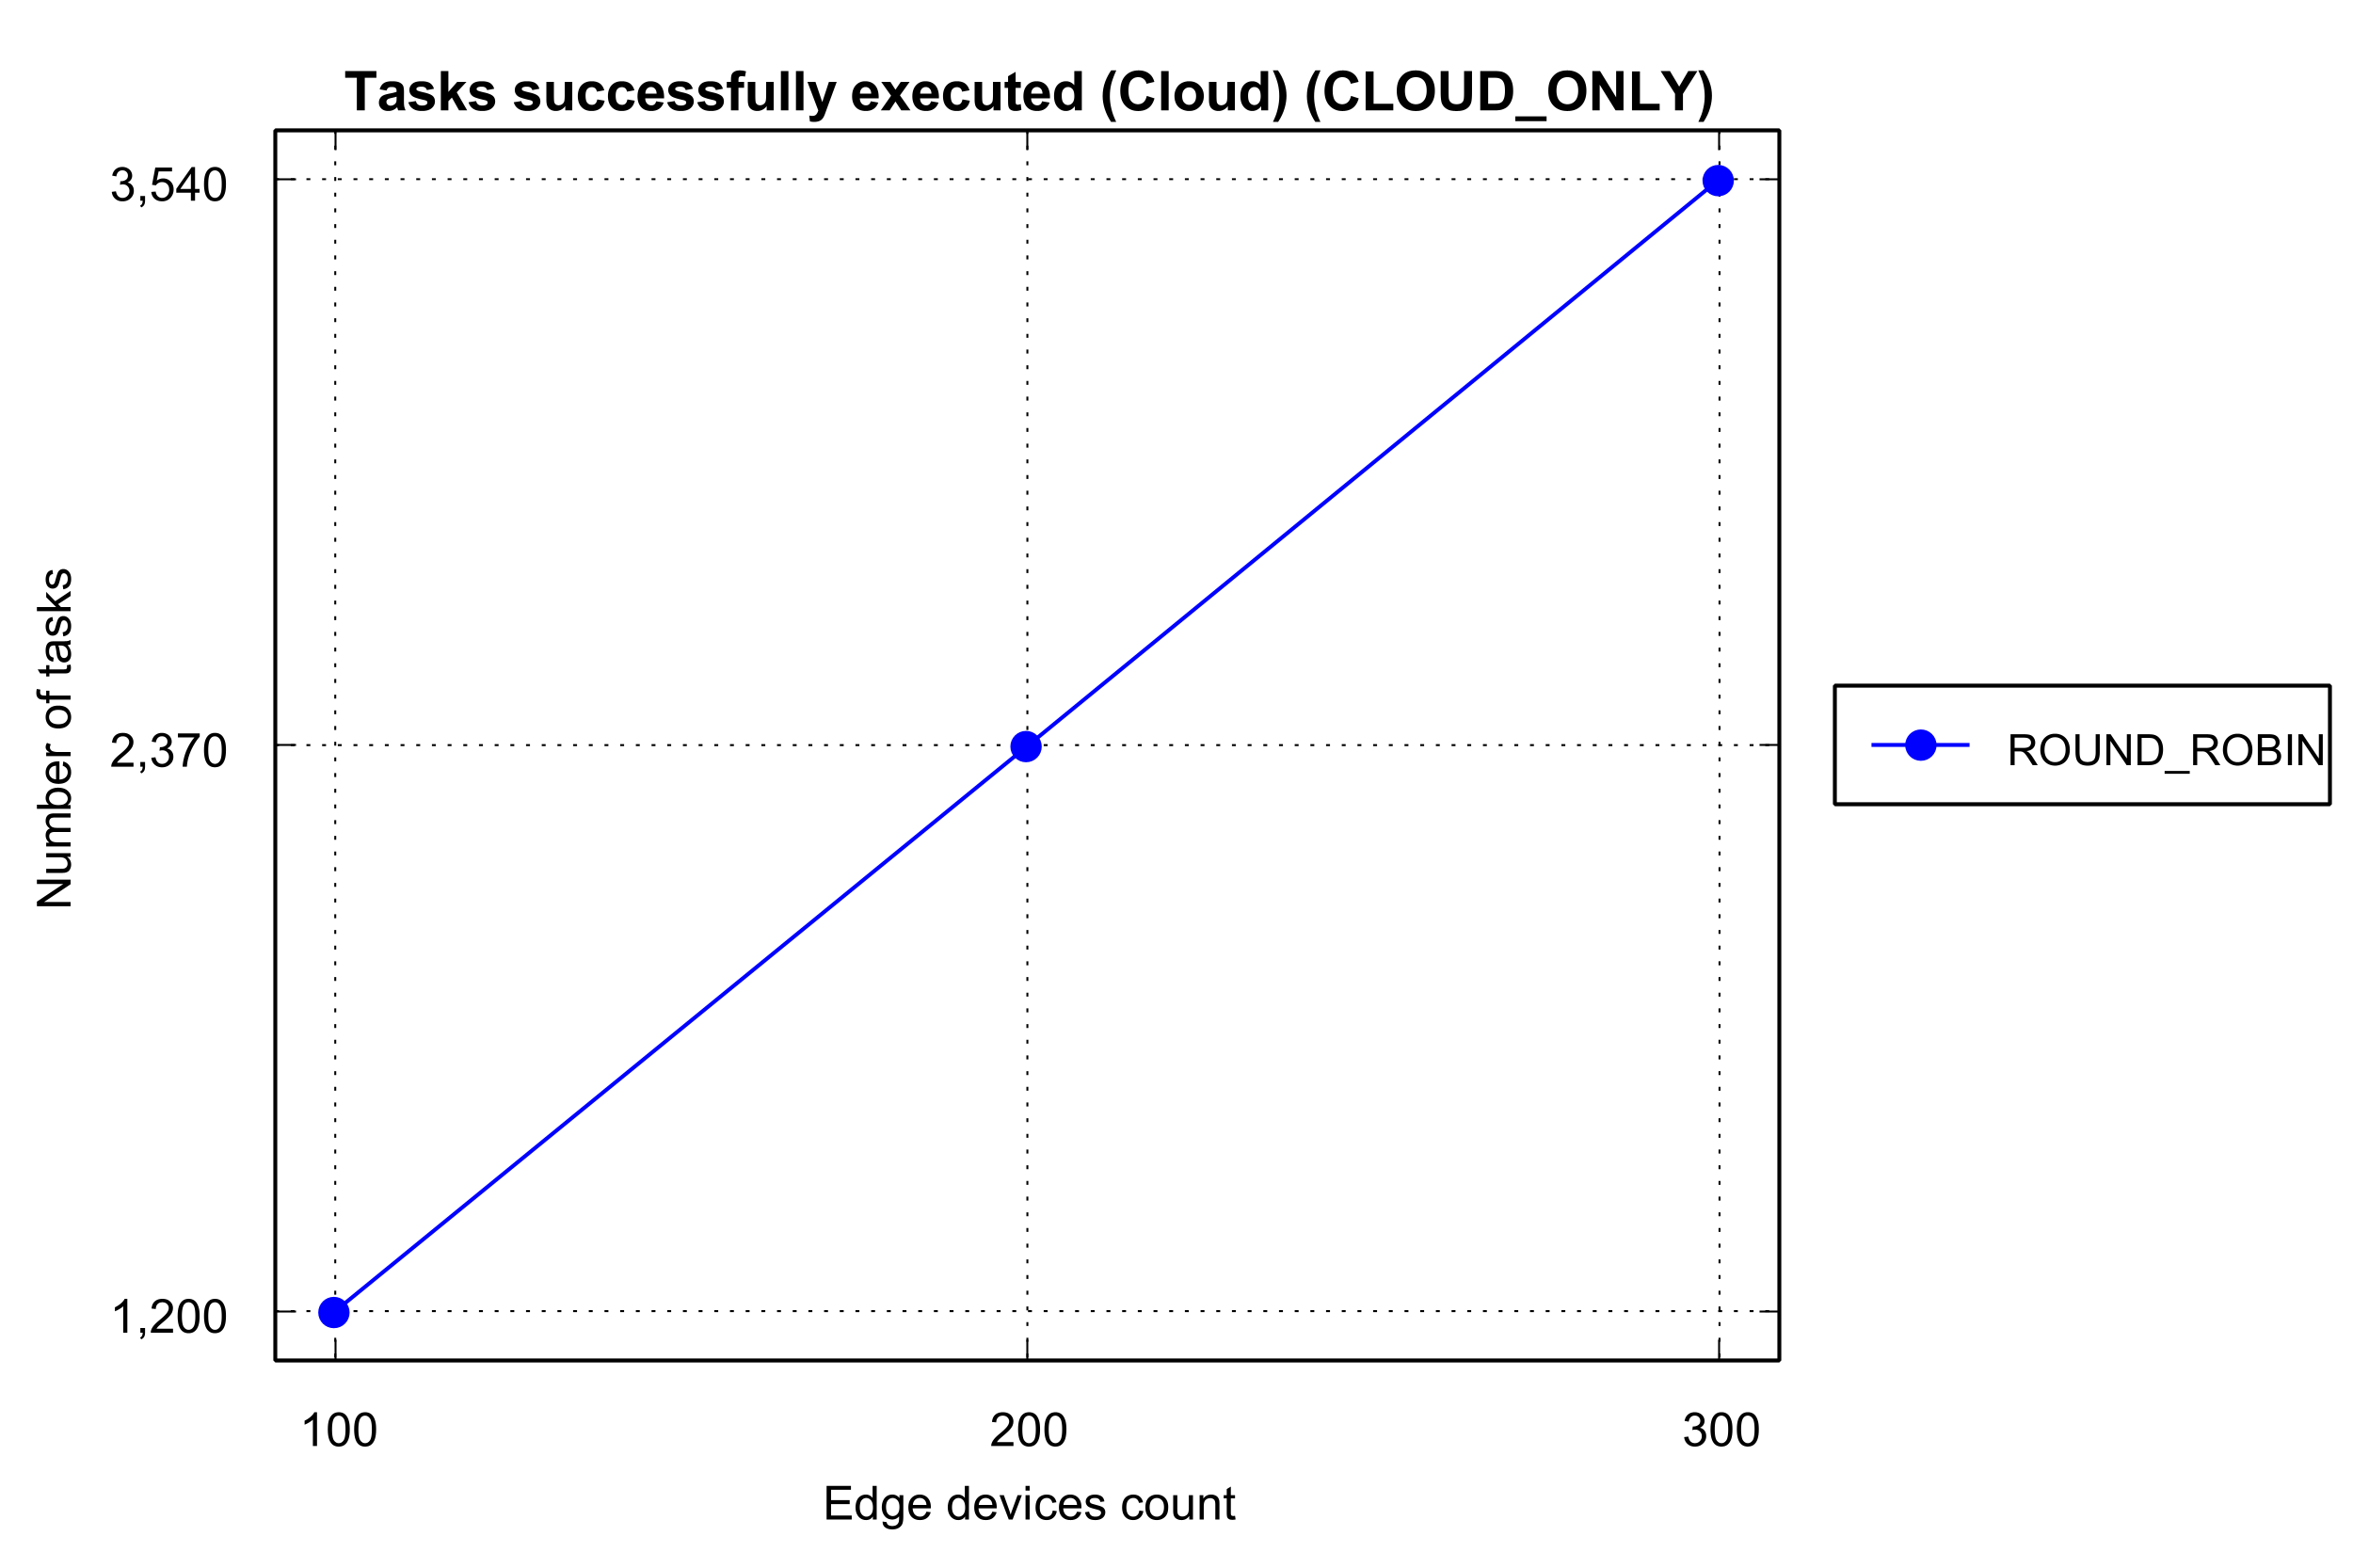 Tasks successfully executed (Cloud) (CLOUD_ONLY)
3,540
2,370
1,200
Number of tasks
100 200 300
Edge devices count
ROUND_ROBIN